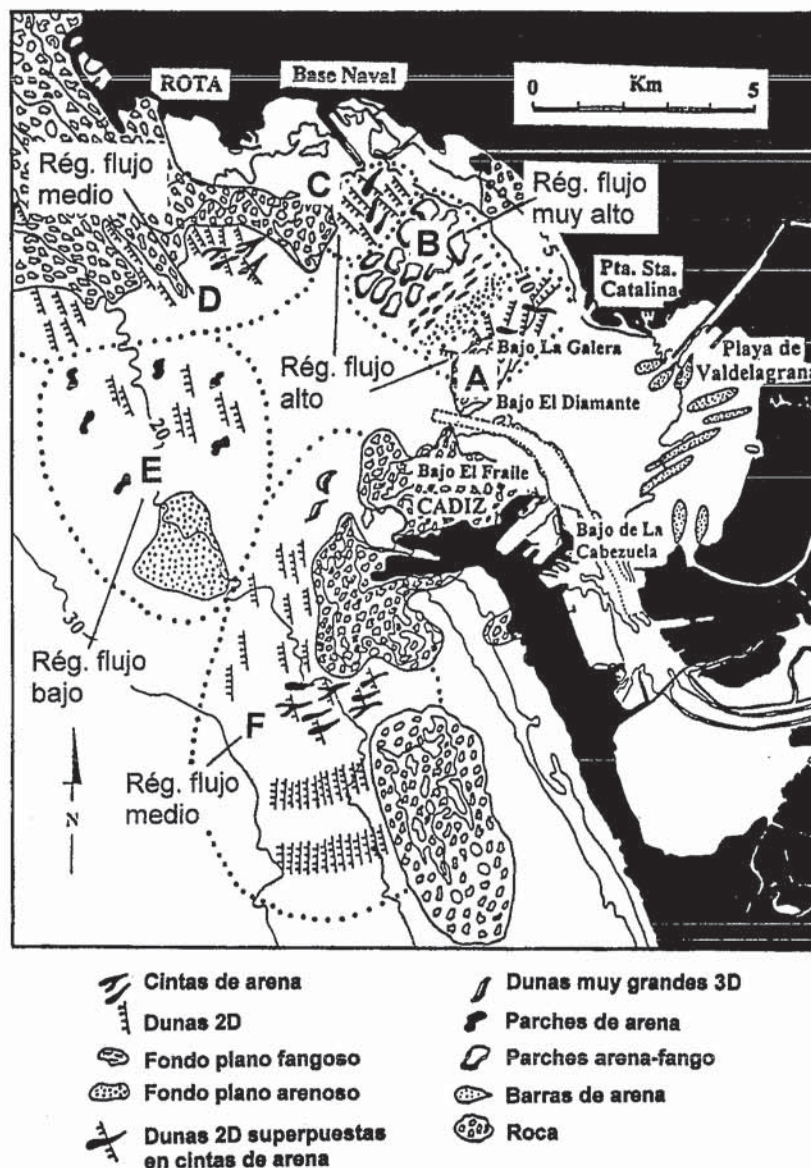 ROTA
Base Naval
0 Km 5
Rég. flujo
medio
C
Rég. flujo
muy alto
B
5
Pta. Sta.
Catalina
D
10
Rég. flujo
alto
Bajo La Galera
A
Playa de
Valdelagrana
Bajo El Diamante
20
E
Bajo El Fraile
CADIZ
Bajo de La
Cabezuela
30
Rég. flujo
bajo
F
Rég. flujo
medio
N
Cintas de arena
Dunas 2D
Fondo plano fangoso
Fondo plano arenoso
Dunas 2D superpuestas
en cintas de arena
Dunas muy grandes 3D
Parches de arena
Parches arena-fango
Barras de arena
Roca